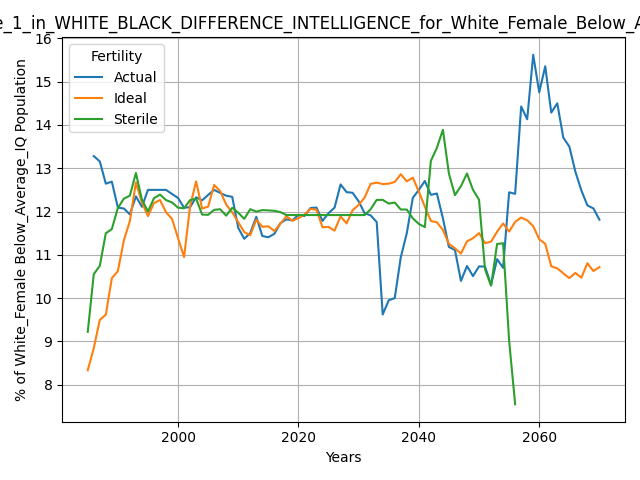 e_1_in_WHITE_BLACK_DIFFERENCE_INTELLIGENCE_for_White_Female_Below_A
% of White_Female Below_Average_IQ Population
16
15
14
13
12
11
10
9
8
Fertility
Actual
Ideal
Sterile
2000
2020
2040
2060
Years